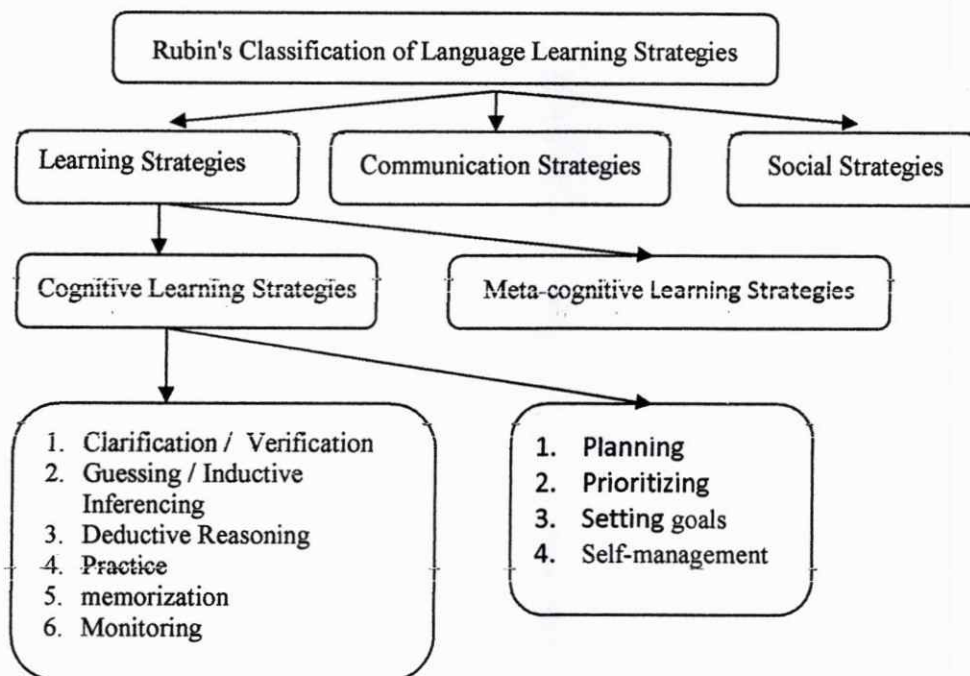 Rubin's Classification of Language Learning Strategies
Learning Strategies
Communication Strategies
Social Strategies
Cognitive Learning Strategies
Meta-cognitive Learning Strategies
1. Clarification / Verification
2. Guessing / Inductive
Inferencing
3. Deductive Reasoning
4. Practice
5. memorization
6. Monitoring
1. Planning
2. Prioritizing
3. Setting goals
4. Self-management